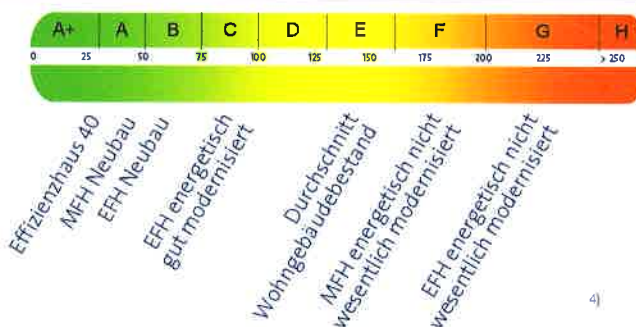 A+ A B C D E F G H
0 25 50 75 100 125 150 175 200 225 > 250
Effizienzhaus 40
MFH Neubau
EFH Neubau
EFH energetisch
gut modernisiert
Durchschnitt
Wohngebäudebestand
MFH energetisch nicht
wesentlich modernisiert
EFH energetisch nicht
wesentlich modernisiert
4)